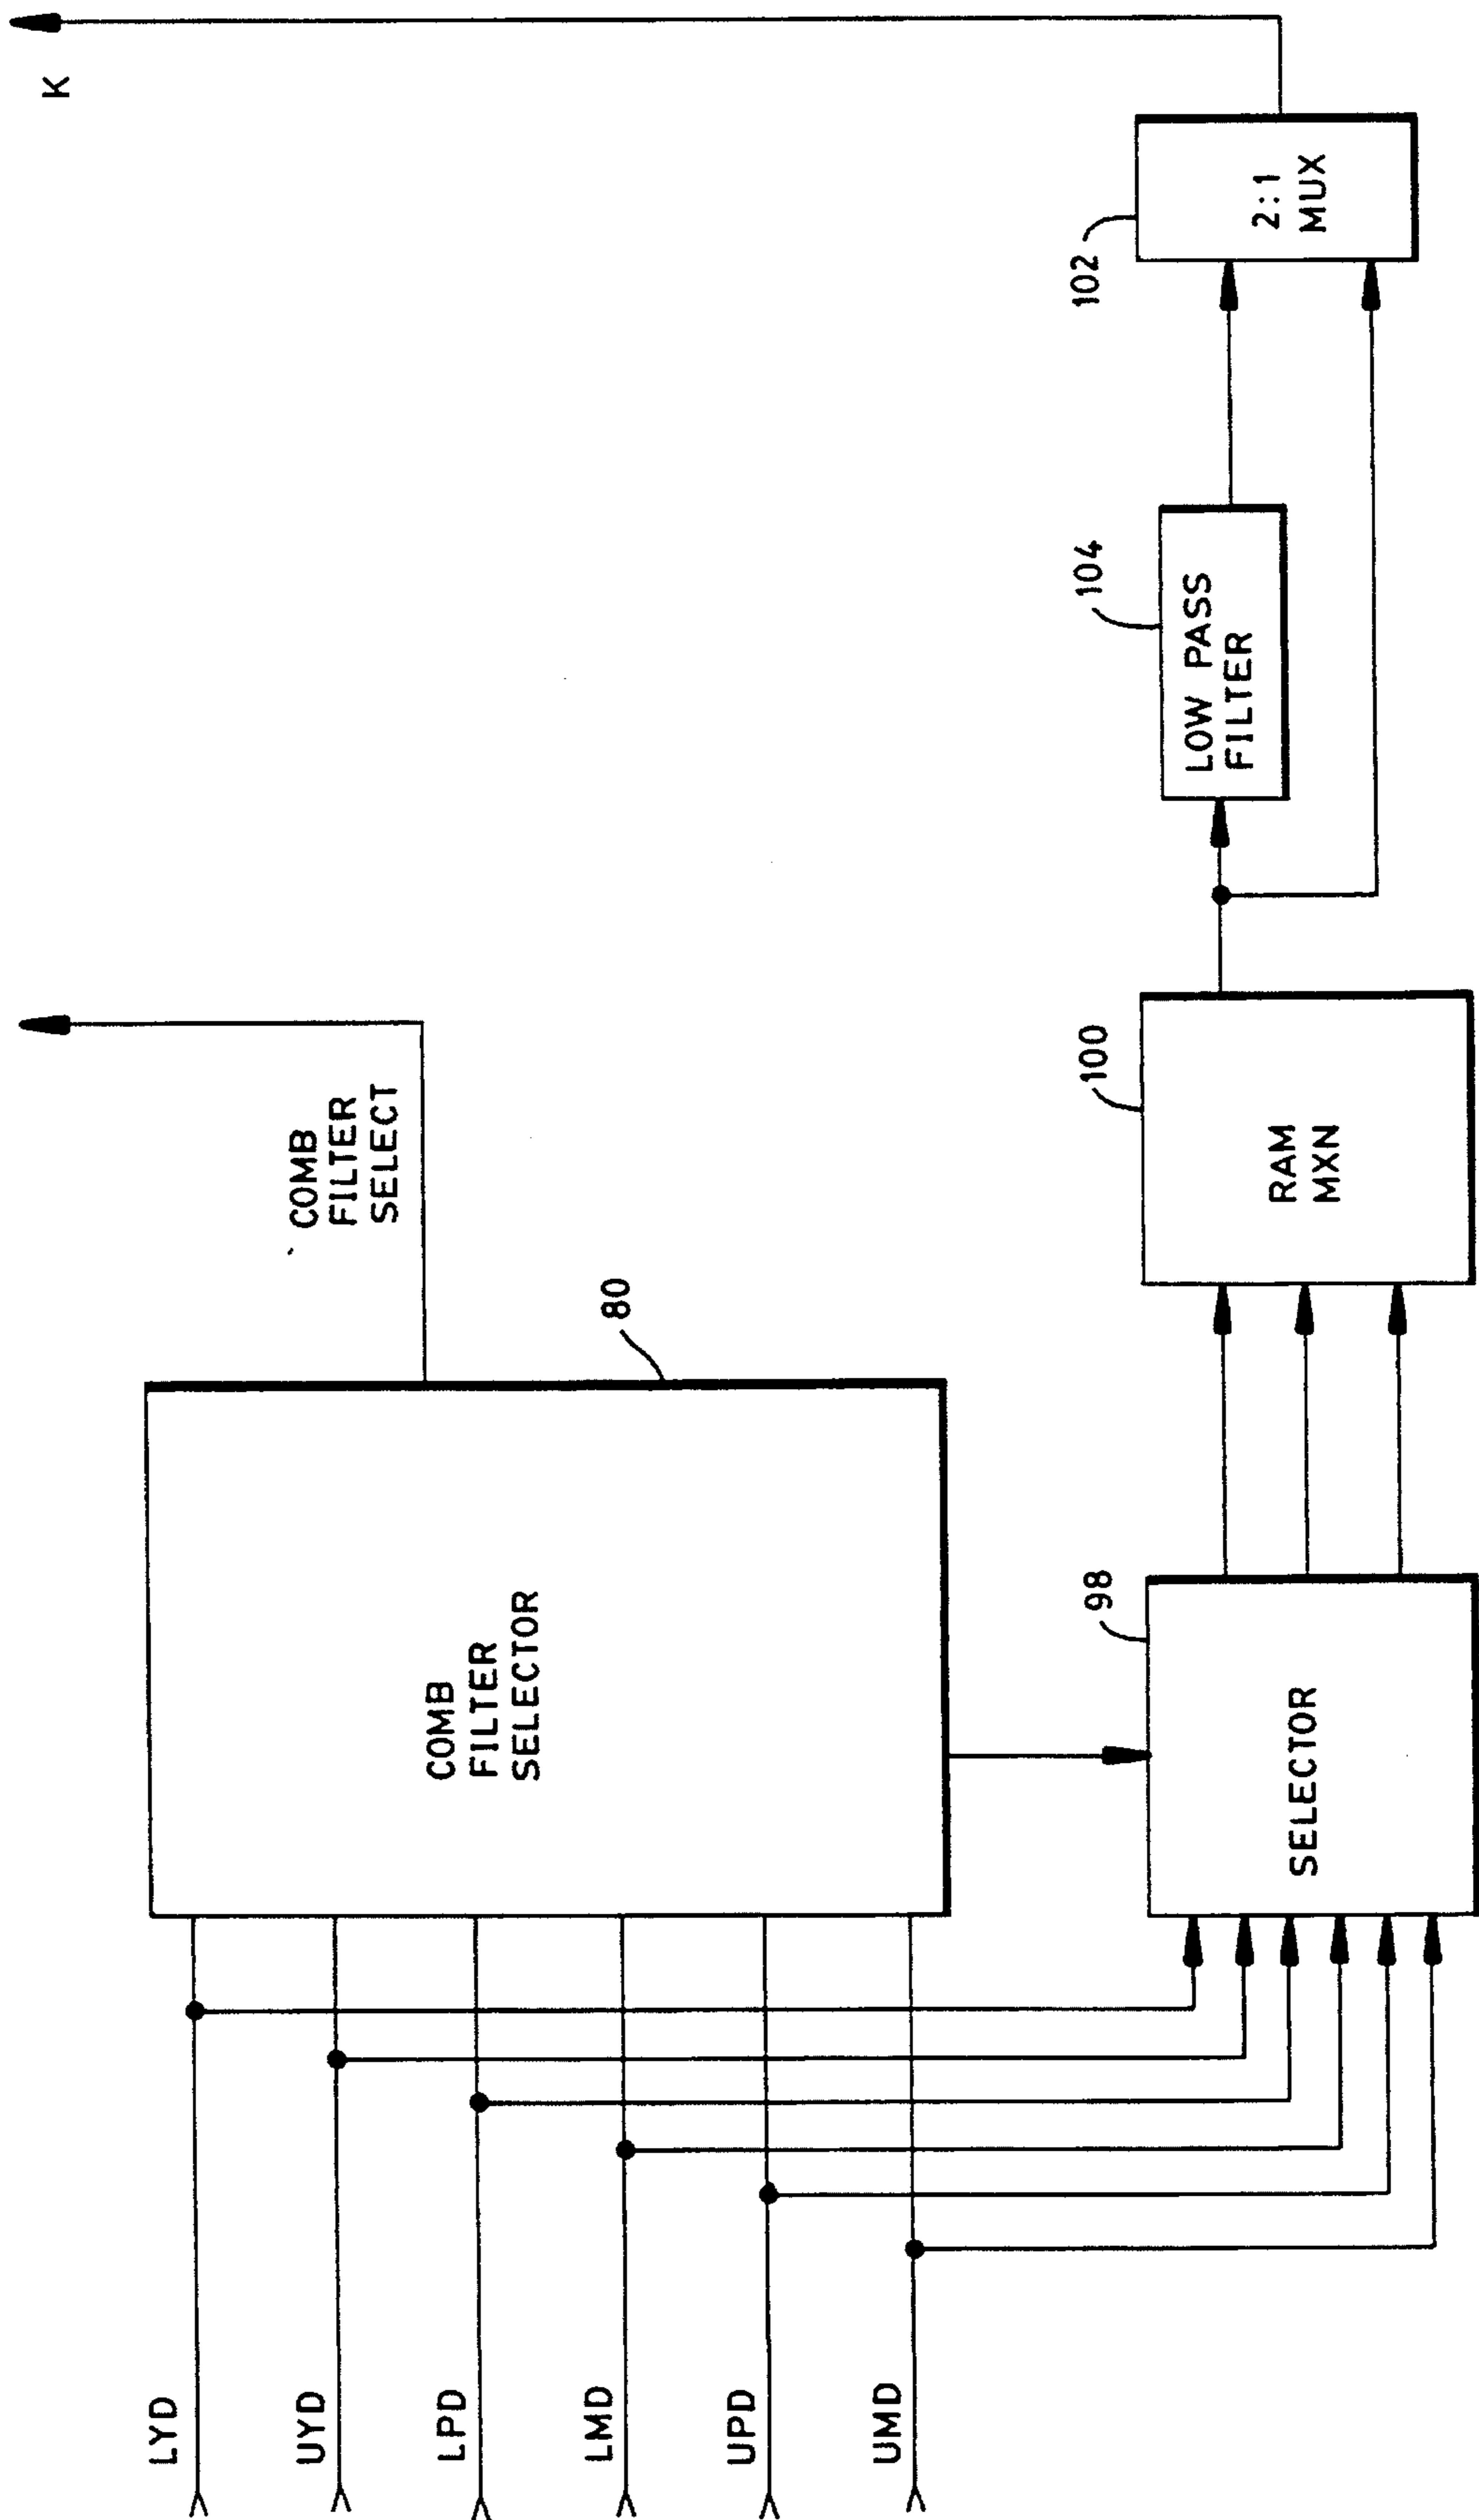 LYD
UYD
LPD
LMD
UPD
UMD
COMB
FILTER
SELECTOR
80
COMB
FILTER
SELECT
K
SELECTOR
98
RAM
MXN
100
LOW PASS
FILTER
104
2:1
MUX
102